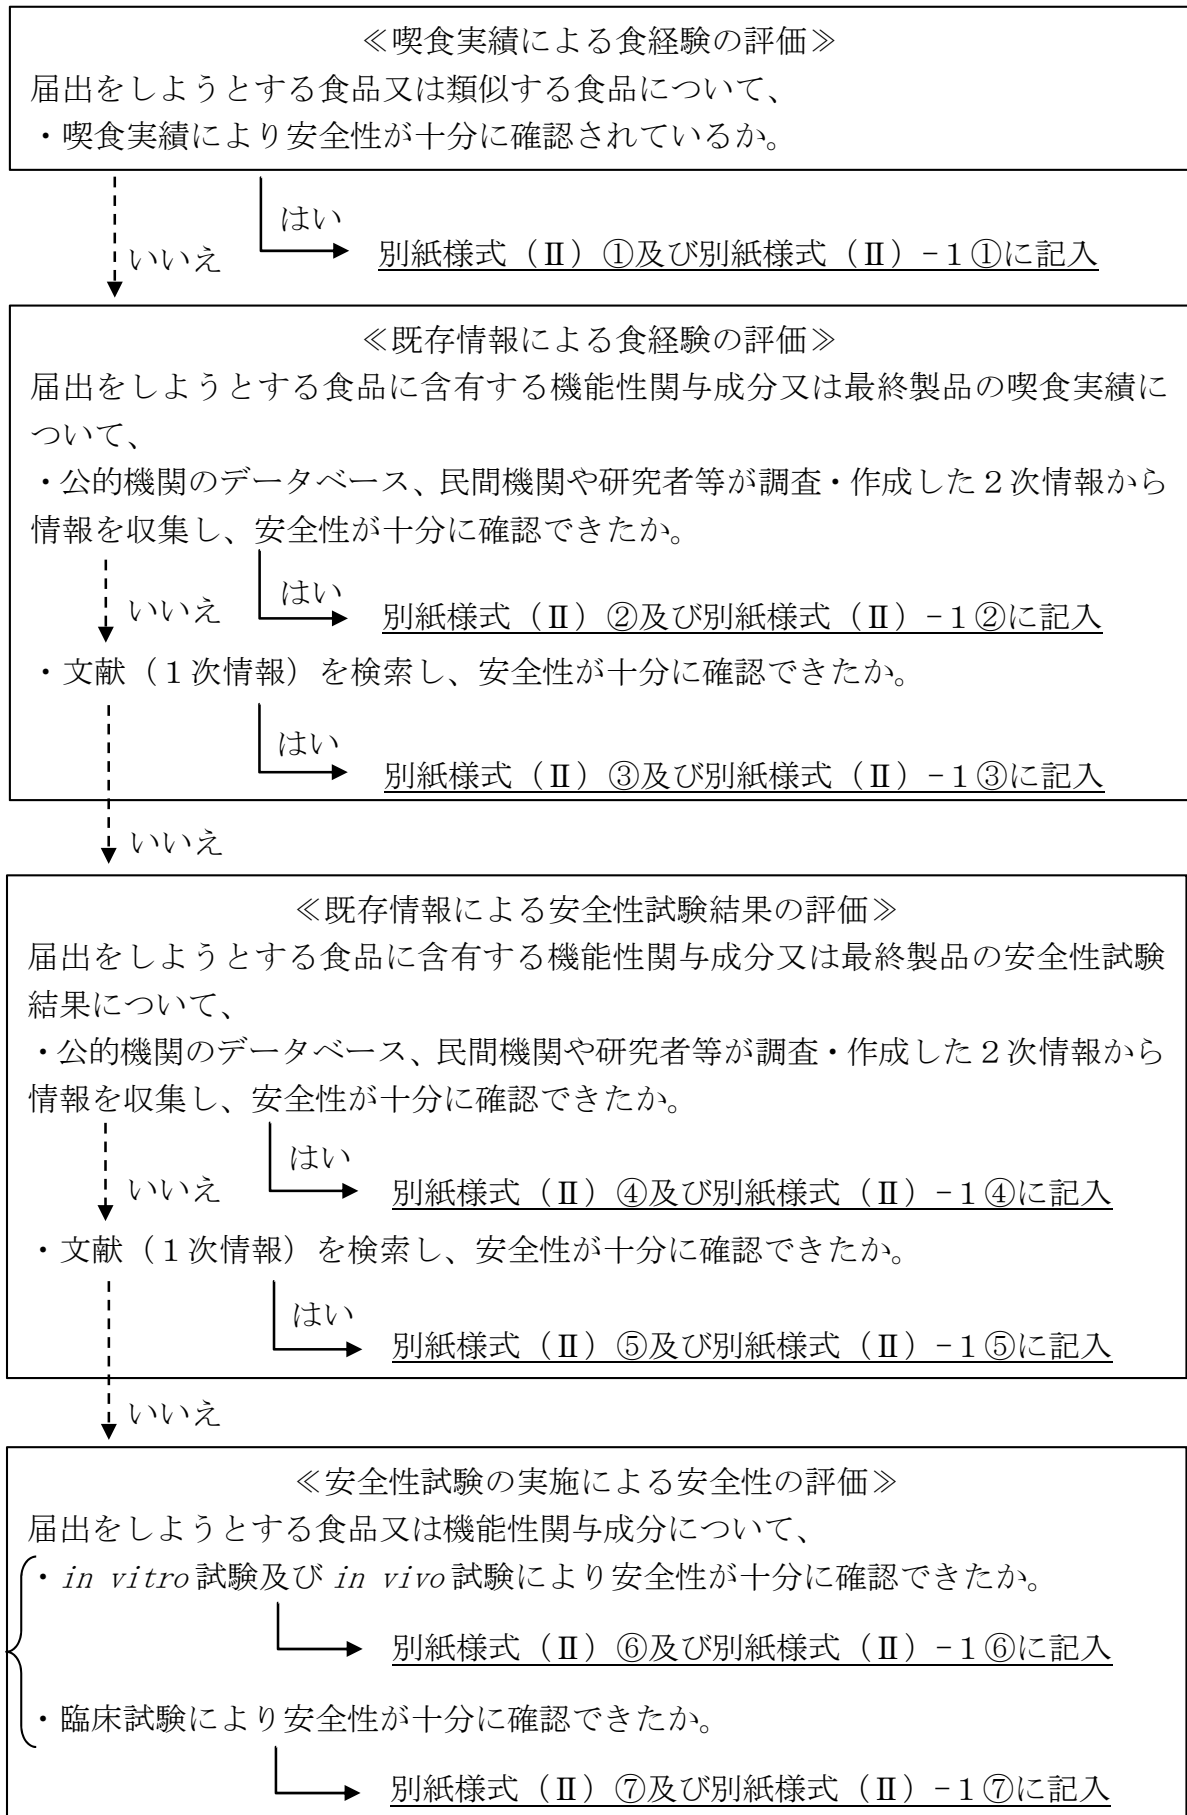 ≪喫食実績による食経験の評価≫
届出をしようとする食品又は類似する食品について、
・喫食実績により安全性が十分に確認されているか。
はい
いいえ
別紙様式（Ⅱ）①及び別紙様式（Ⅱ）-１①に記入
≪既存情報による食経験の評価≫
届出をしようとする食品に含有する機能性関与成分又は最終製品の喫食実績に
ついて、
・公的機関のデータベース、民間機関や研究者等が調査・作成した２次情報から
情報を収集し、安全性が十分に確認できたか。
はい
いいえ
別紙様式（Ⅱ）②及び別紙様式（Ⅱ）-１②に記入
・文献（１次情報）を検索し、安全性が十分に確認できたか。
はい
別紙様式（Ⅱ）③及び別紙様式（Ⅱ）-１③に記入
いいえ
≪既存情報による安全性試験結果の評価≫
届出をしようとする食品に含有する機能性関与成分又は最終製品の安全性試験
結果について、
・公的機関のデータベース、民間機関や研究者等が調査・作成した２次情報から
情報を収集し、安全性が十分に確認できたか。
はい
いいえ
別紙様式（Ⅱ）④及び別紙様式（Ⅱ）-１④に記入
・文献（１次情報）を検索し、安全性が十分に確認できたか。
はい
別紙様式（Ⅱ）⑤及び別紙様式（Ⅱ）-１⑤に記入
いいえ
≪安全性試験の実施による安全性の評価≫
届出をしようとする食品又は機能性関与成分について、
・in vitro試験及びin vivo試験により安全性が十分に確認できたか。
別紙様式（Ⅱ）⑥及び別紙様式（Ⅱ）-１⑥に記入
・臨床試験により安全性が十分に確認できたか。
別紙様式（Ⅱ）⑦及び別紙様式（Ⅱ）-１⑦に記入